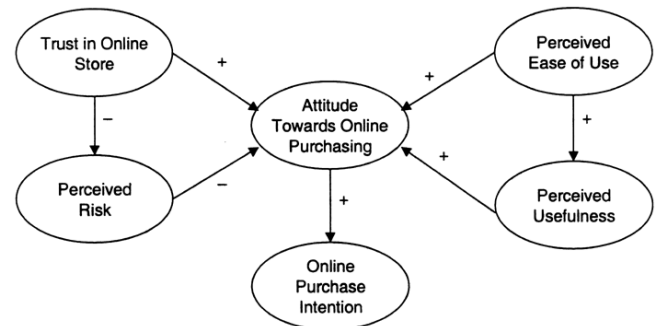 Trust in Online
Store
+
–
Perceived
Risk
–
Attitude
Towards Online
Purchasing
+
Online
Purchase
Intention
Perceived
Ease of Use
+
+
Perceived
Usefulness
+